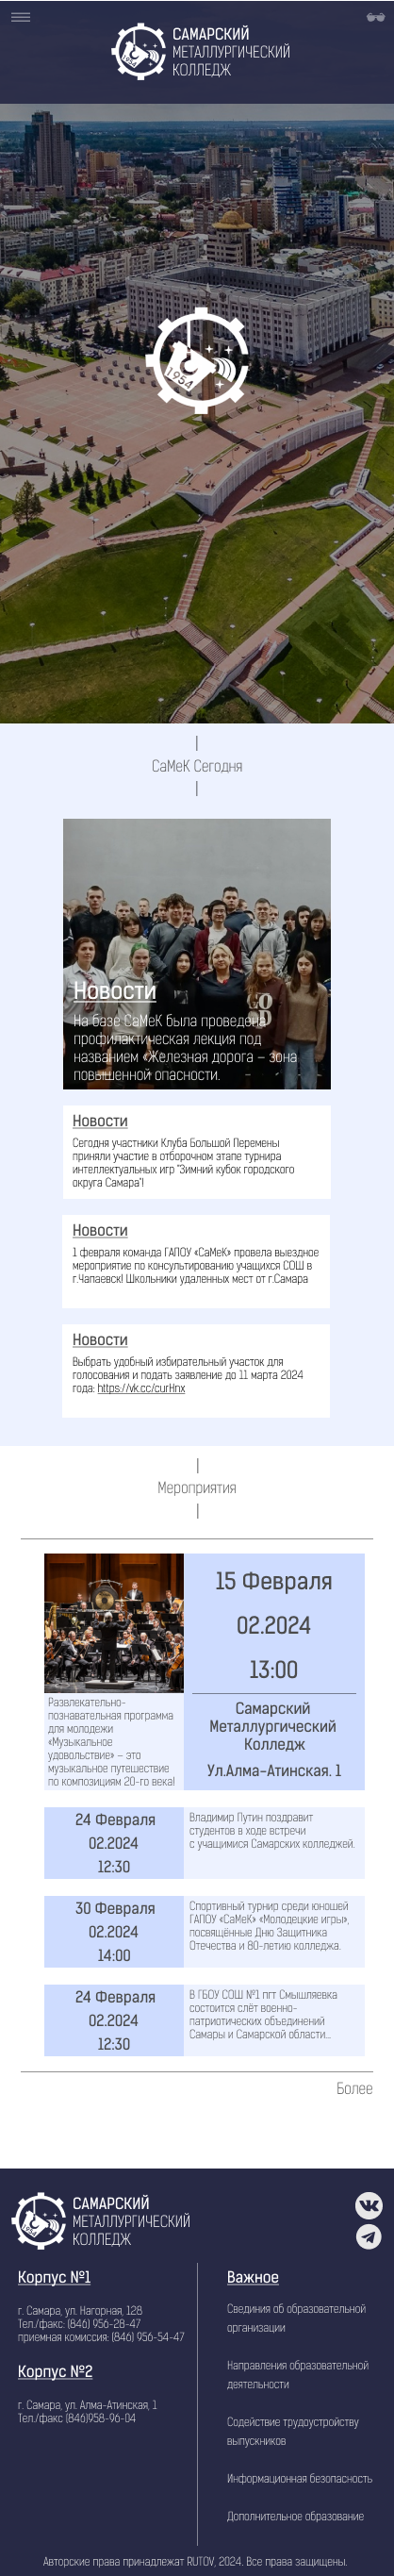 САМАРСКИЙ
МЕТАЛЛУРГИЧЕСКИЙ
КОЛЛЕДЖ
1954
СаМеК Сегодня
Новости
На базе СаМеК была проведена
профилактическая лекция под
названием «Железная дорога – зона
повышенной опасности.
Новости
Сегодня участники Клуба Большой Перемены
приняли участие в отборочном этапе турнира
интеллектуальных игр "Зимний кубок городского
округа Самара"!
Новости
1 февраля команда ГАПОУ «СаМеК» провела выездное
мероприятие по консультированию учащихся СОШ в
г.Чапаевск! Школьники удаленных мест от г.Самара
Новости
Выбрать удобный избирательный участок для
голосования и подать заявление до 11 марта 2024
года: https://vk.cc/curHnx
Мероприятия
15 Февраля
02.2024
13:00
Самарский
Металлургический
Колледж
Ул.Алма-Атинская. 1
Развлекательно-
познавательная программа
для молодежи
«Музыкальное
удовольствие» – это
музыкальное путешествие
по композициям 20-го века!
24 Февраля
02.2024
12:30
Владимир Путин поздравит
студентов в ходе встречи
с учащимися Самарских колледжей.
30 Февраля
02.2024
14:00
Спортивный турнир среди юношей
ГАПОУ «СаМеК» «Молодецкие игры»,
посвящённые Дню Защитника
Отечества и 80-летию колледжа.
24 Февраля
02.2024
12:30
В ГБОУ СОШ №1 пгт Смышляевка
состоится слёт военно-
патриотических объединений
Самары и Самарской области...
Более
САМАРСКИЙ
МЕТАЛЛУРГИЧЕСКИЙ
КОЛЛЕДЖ
Корпус №1
г. Самара, ул. Нагорная, 128
Тел./факс: (846) 956-28-47
приемная комиссия: (846) 956-54-47
Корпус №2
г. Самара, ул. Алма-Атинская, 1
Тел./факс (846)958-96-04
Важное
Свединия об образовательной
организации
Направления образовательной
деятельности
Содействие трудоустройству
выпускников
Информационная безопасность
Дополнительное образование
Авторские права принадлежат RUTOV, 2024. Все права защищены.